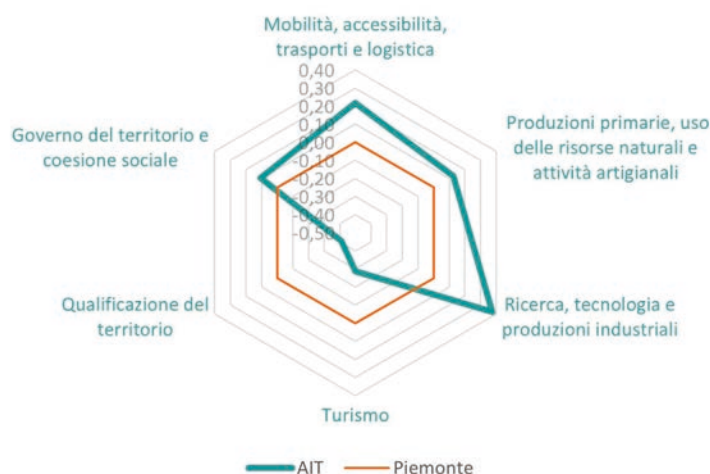 Mobilità, accessibilità,
trasporti e logistica
0,40
0,30
0,20
0,10
0,00
-0,10
-0,20
-0,30
-0,40
-0,50
Produzioni primarie, uso
delle risorse naturali e
attività artigianali
Ricerca, tecnologia e
produzioni industriali
Turismo
Qualificazione del
territorio
Governo del territorio e
coesione sociale
AIT Piemonte